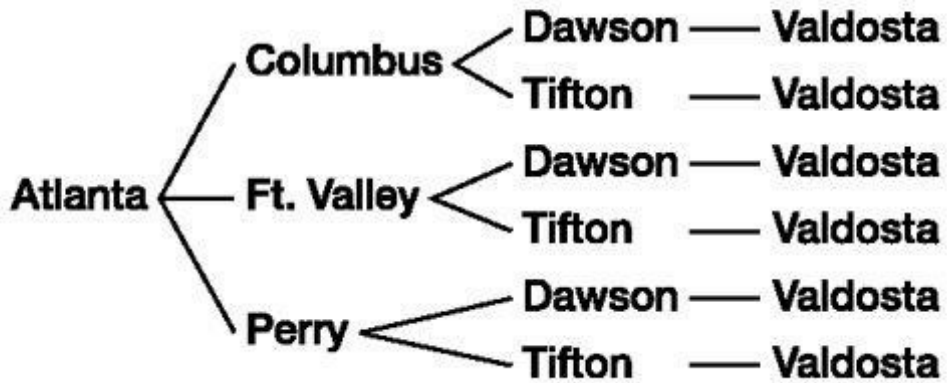 Dawson Valdosta
Columbus
Tifton Valdosta
Dawson Valdosta
Atlanta Ft. Valley
Tifton Valdosta
Dawson Valdosta
Perry
Tifton Valdosta